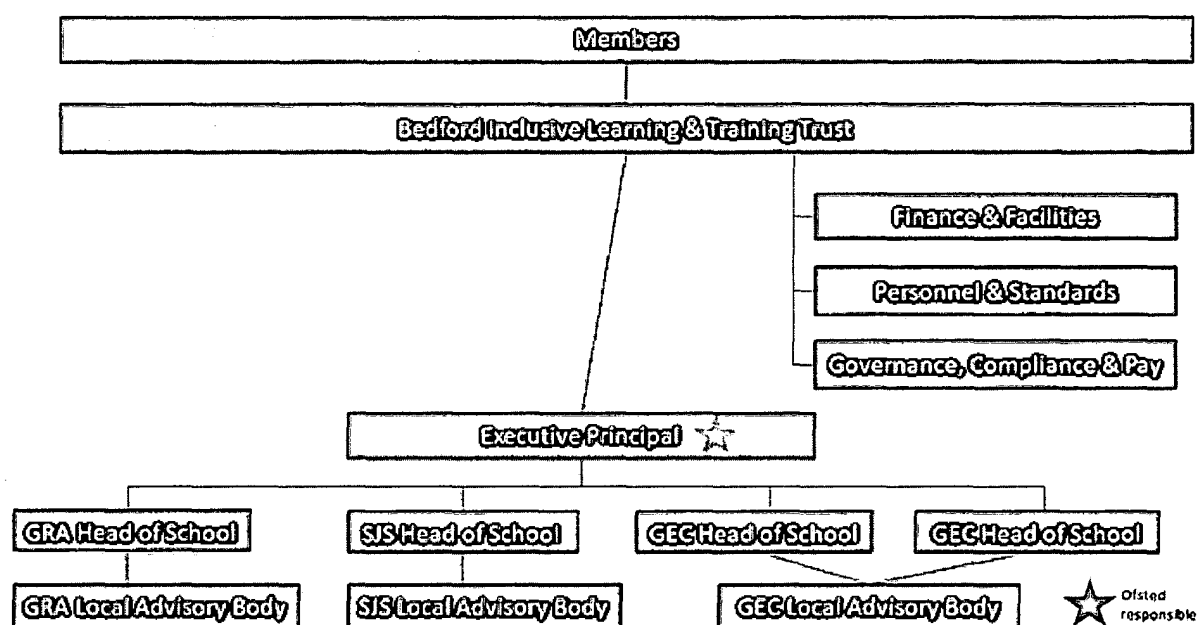 Members
Bedford Inclusive Learning & Training Trust
Finance & Facilities
Personnel & Standards
Governance, Compliance & Pay
Executive Principal
GRA Head of School
SJS Head of School
GEC Head of School
GEC Head of School
GRA Local Advisory Body
SJS Local Advisory Body
GEC Local Advisory Body
Ofsted
responsible